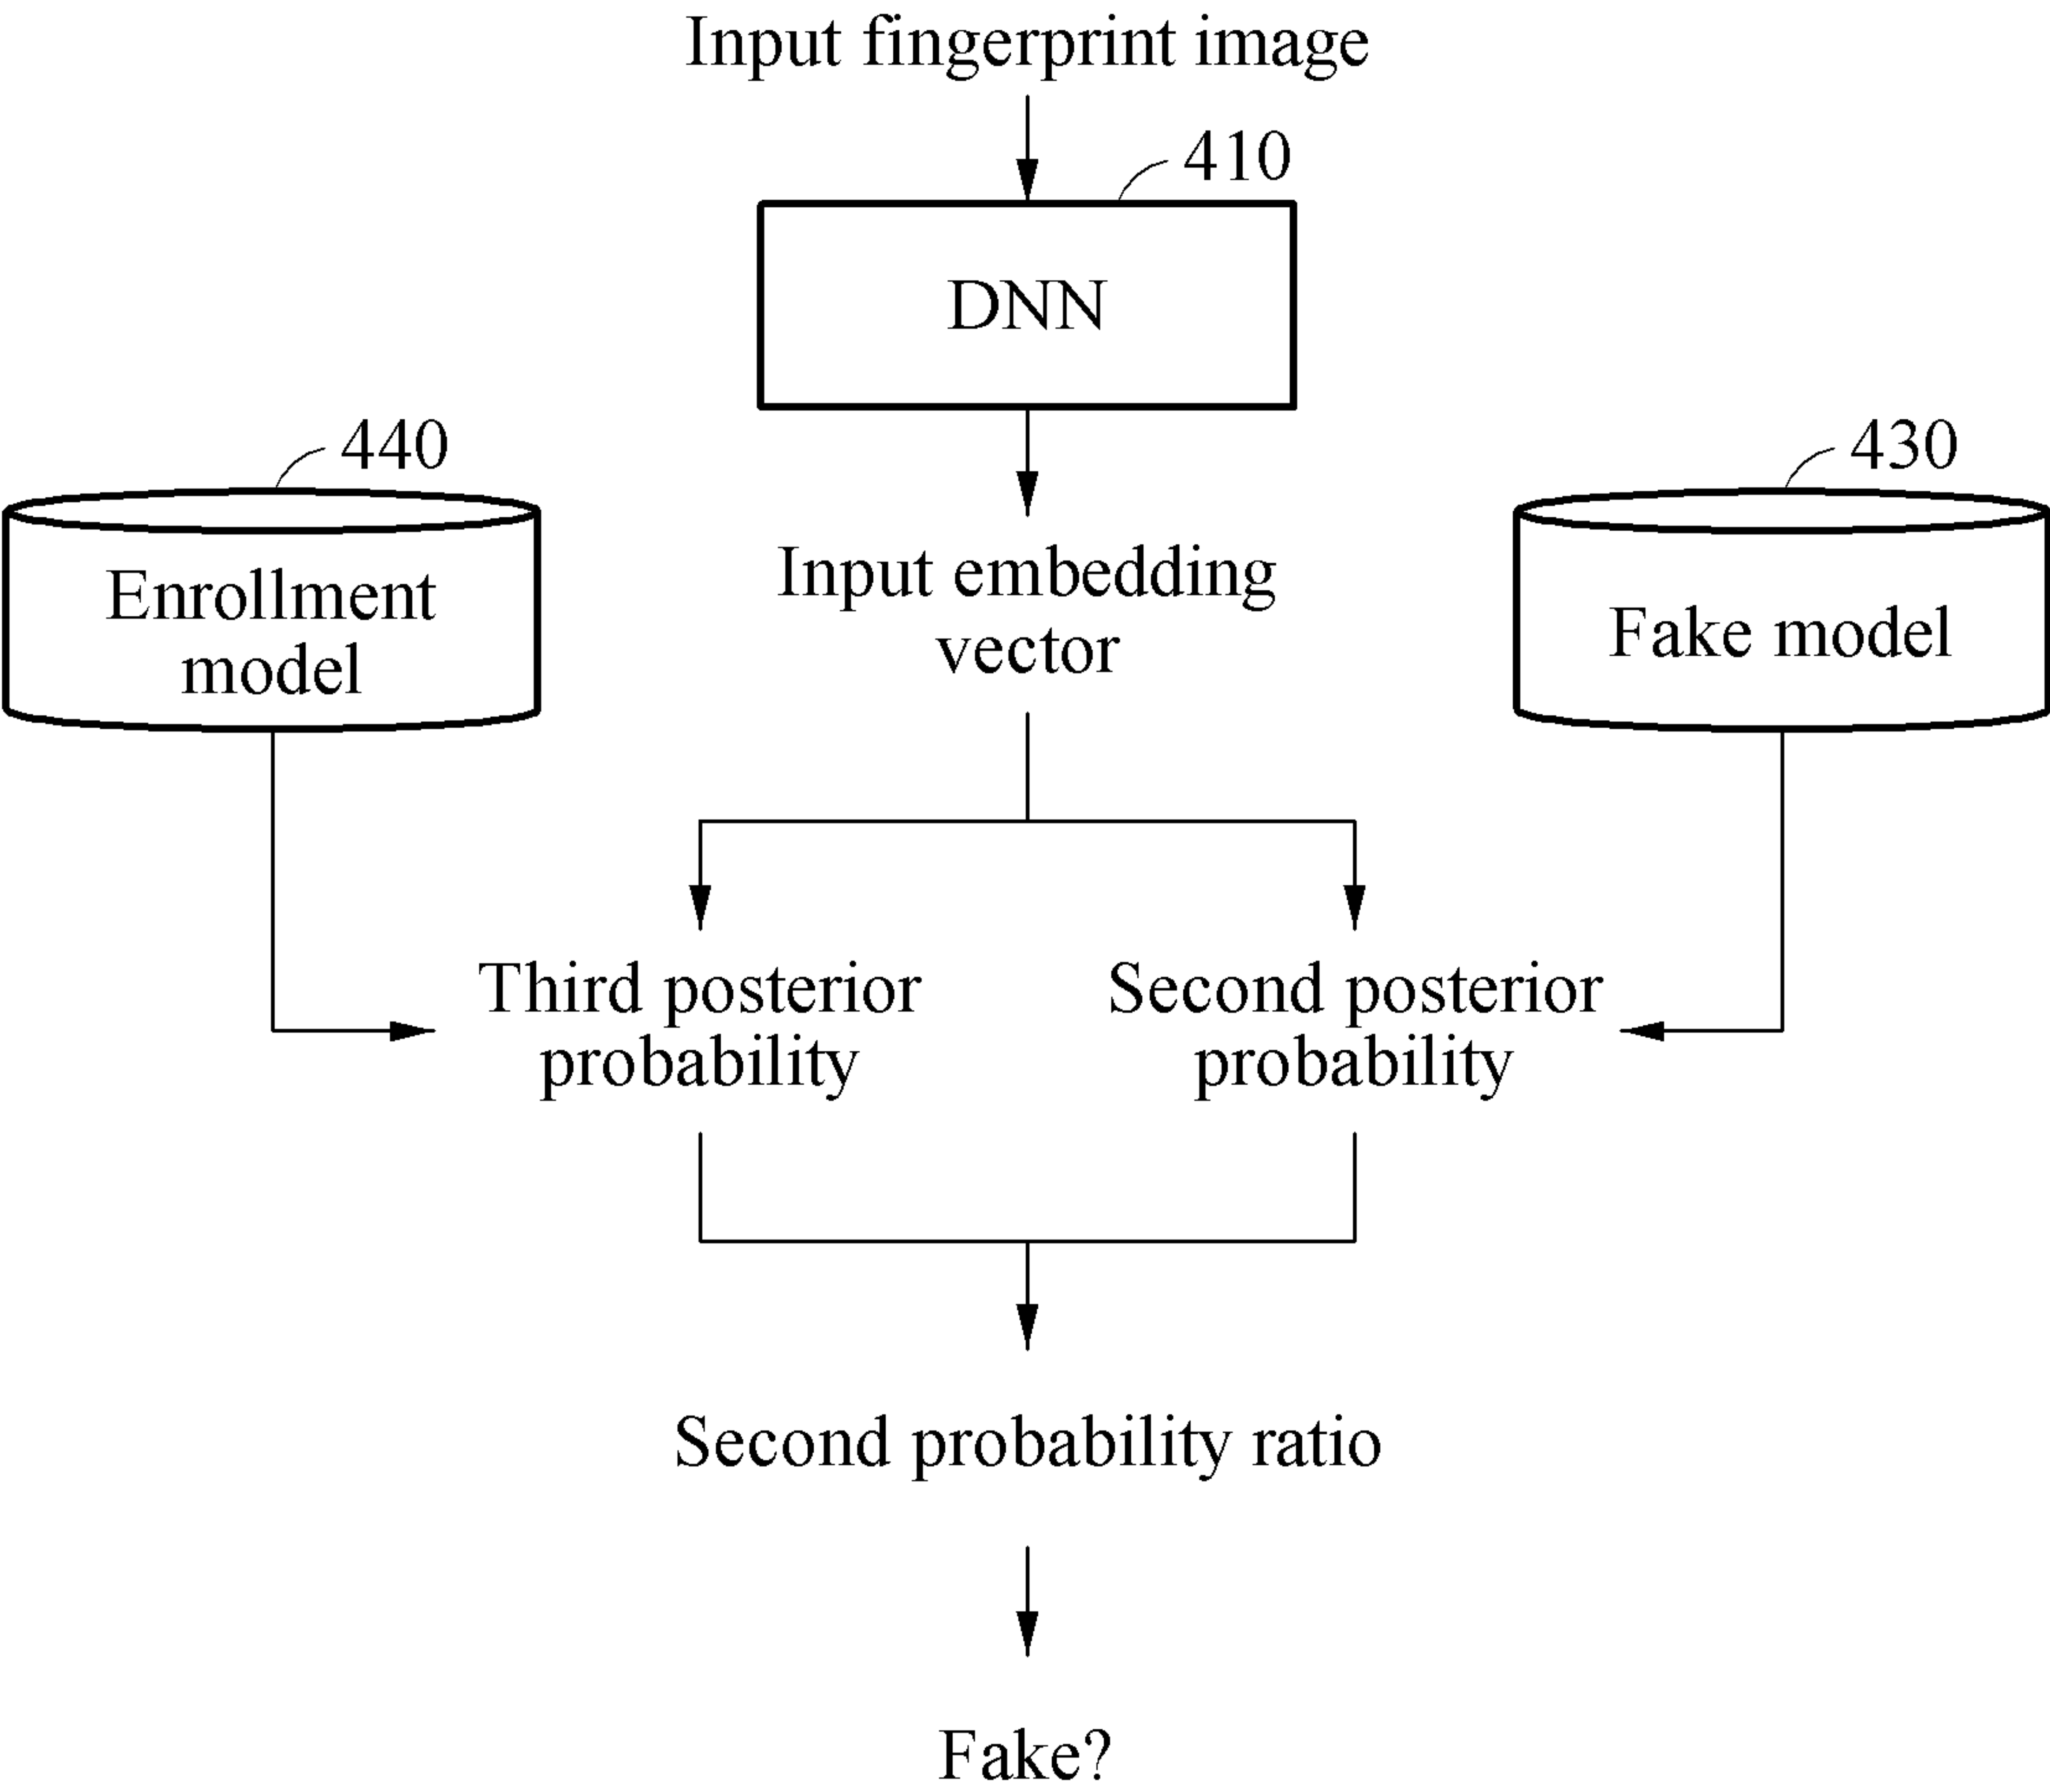 Input fingerprint image
410
DNN
440
430
Enrollment
model
Input embedding
vector
Fake model
Third posterior
probability
Second posterior
probability
Second probability ratio
Fake?